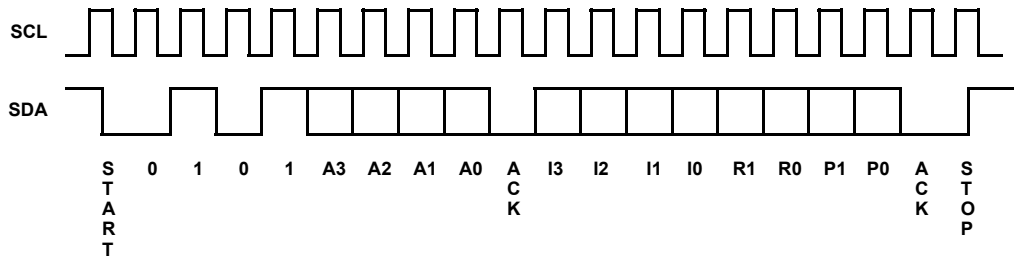 SCL
SDA
START 0 1 0 1 A3 A2 A1 A0 ACK I3 I2 I1 I0 R1 R0 P1 P0 ACK STOP